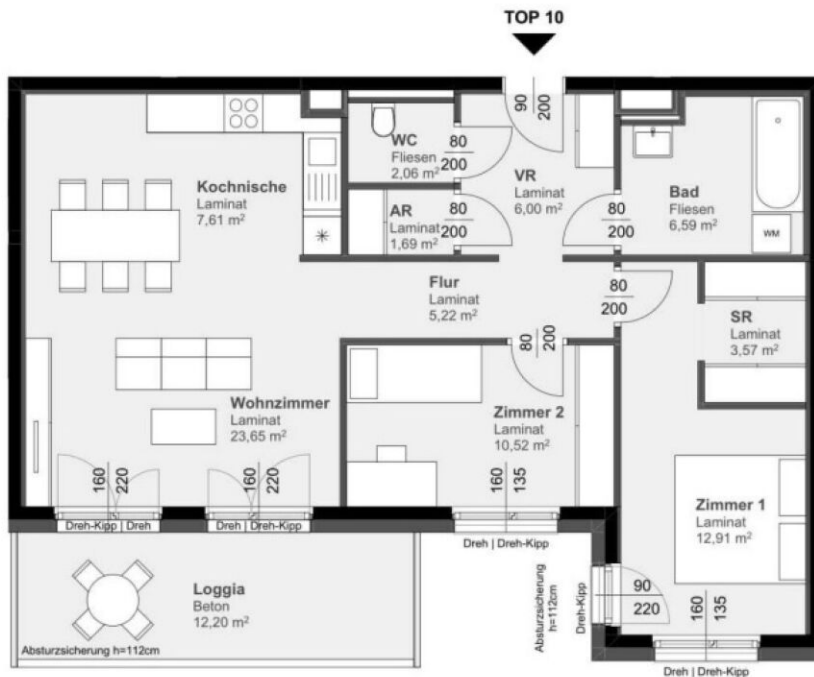 TOP 10
90
200
WC
Fliesen
2,06 m²
80
200
VR
Laminat
6,00 m²
Kochnische
Laminat
7,61 m²
AR
Laminat
1,69 m²
80
200
80
200
Bad
Fliesen
6,59 m²
WM
Flur
Laminat
5,22 m²
80
200
SR
Laminat
3,57 m²
80
200
Wohnzimmer
Laminat
23,65 m²
Zimmer 2
Laminat
10,52 m²
160
220
160
220
160
135
Zimmer 1
Laminat
12,91 m²
Dreh-Kipp | Dreh
Dreh | Dreh-Kipp
Dreh | Dreh-Kipp
Loggia
Beton
12,20 m²
Absturzsicherung h=112cm
Absturzsicherung
h=112cm
Dreh-Kipp
90
220
160
135
Dreh | Dreh-Kipp